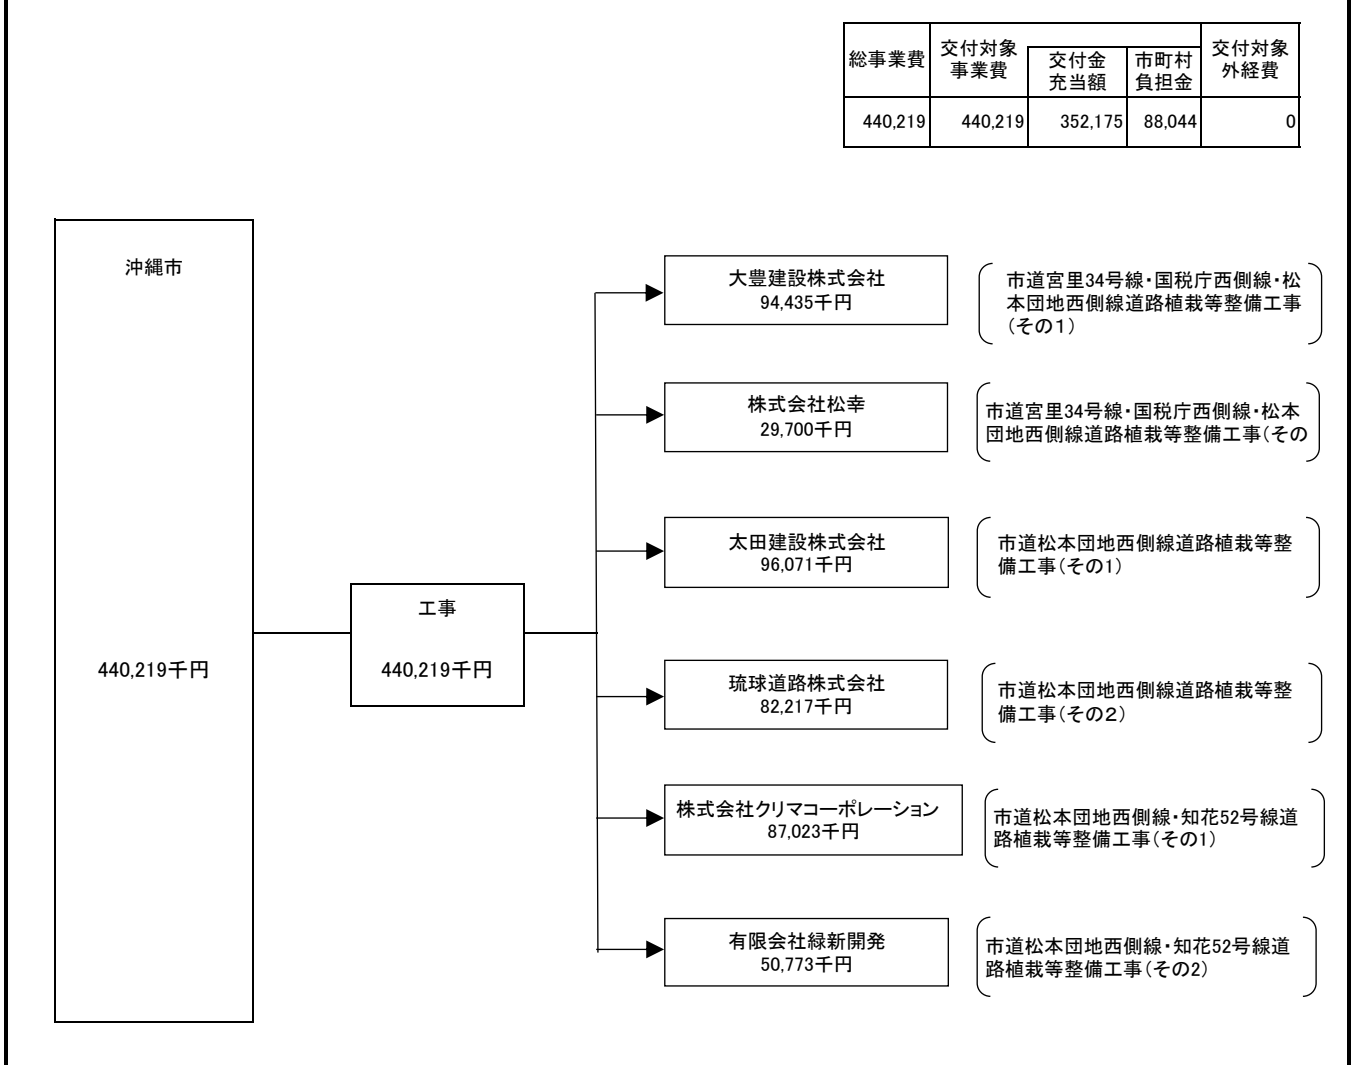 総事業費
交付対象
事業費
交付金
充当額
市町村
負担金
交付対象
外経費
440,219
440,219
352,175
88,044
0
沖縄市
440,219千円
工事
440,219千円
大豊建設株式会社
94,435千円
市道宮里34号線・国税庁西側線・松
本団地西側線道路植栽等整備工事
(その１)
株式会社松幸
29,700千円
市道宮里34号線・国税庁西側線・松本
団地西側線道路植栽等整備工事(その
太田建設株式会社
96,071千円
市道松本団地西側線道路植栽等整
備工事(その1)
琉球道路株式会社
82,217千円
市道松本団地西側線道路植栽等整
備工事(その２)
株式会社クリマコーポレーション
87,023千円
市道松本団地西側線・知花52号線道
路植栽等整備工事(その1)
有限会社緑新開発
50,773千円
市道松本団地西側線・知花52号線道
路植栽等整備工事(その2)